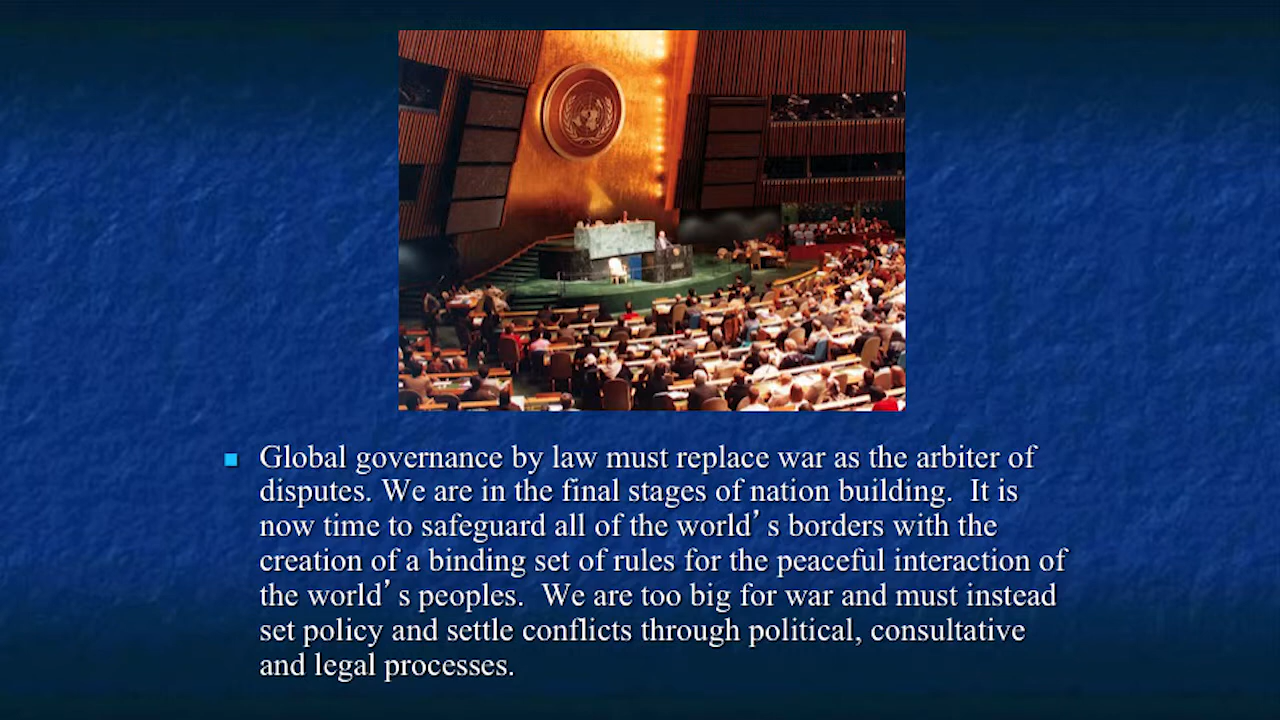 Global governance by law must replace war as the arbiter of
disputes. We are in the final stages of nation building.  It is
now time to safeguard all of the world’s borders with the
creation of a binding set of rules for the peaceful interaction of
the world’s peoples.  We are too big for war and must instead
set policy and settle conflicts through political, consultative
and legal processes.